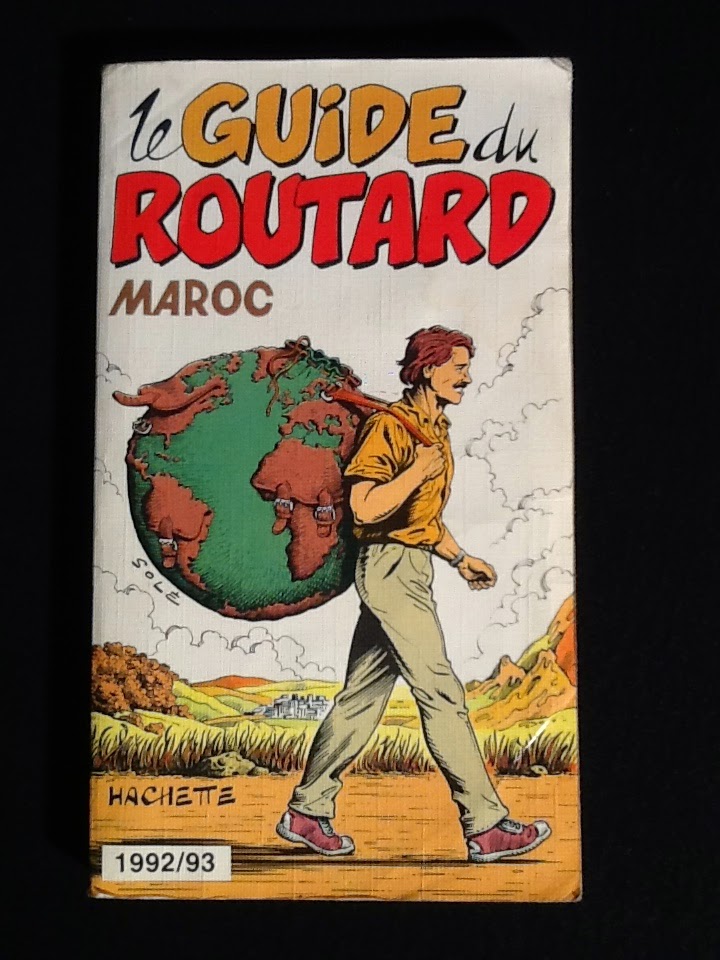 le GUIDE du
ROUTARD
MAROC
SOLÉ
HACHETTE
1992/93